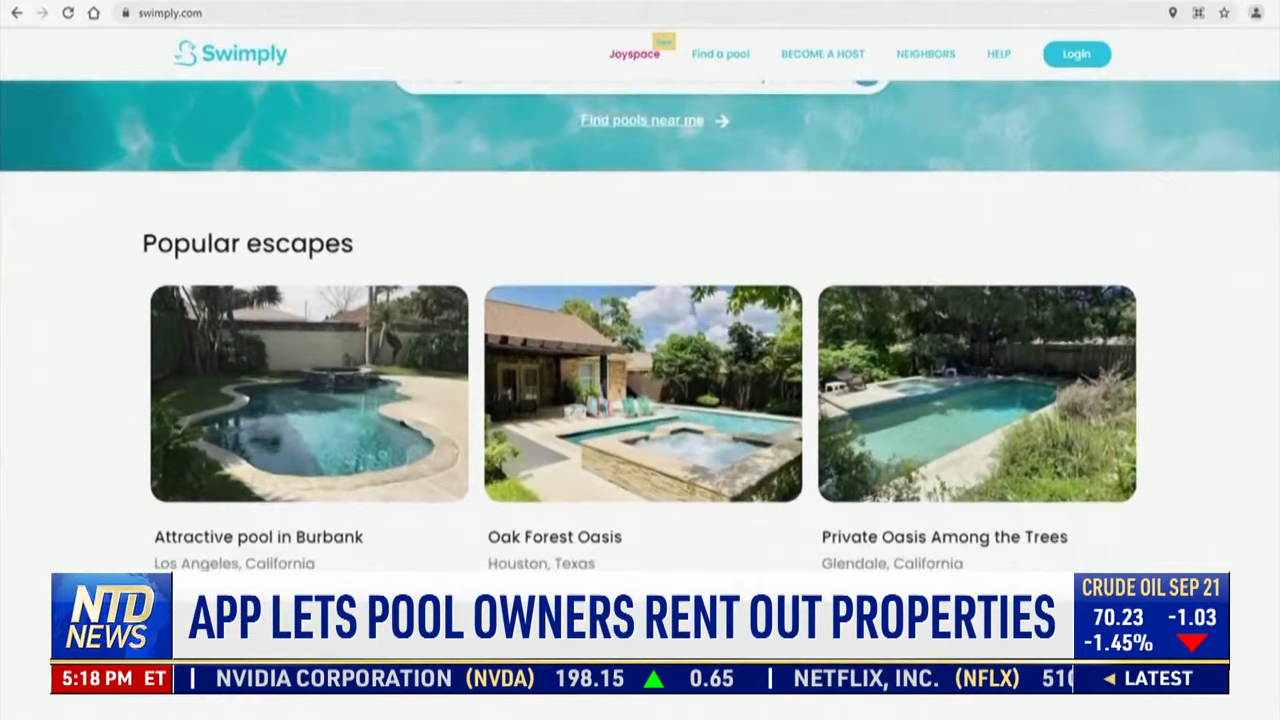 swimply.com
Swimply
Joyspace
Find a pool
BECOME A HOST
NEIGHBORS
HELP
Login
Find pools near me →
Popular escapes
Attractive pool in Burbank
Los Angeles, California
Oak Forest Oasis
Houston, Texas
Private Oasis Among the Trees
Glendale, California
NTD
NEWS
APP LETS POOL OWNERS RENT OUT PROPERTIES
CRUDE OIL SEP 21
70.23 -1.03
-1.45%
5:18 PM ET
| NVIDIA CORPORATION (NVDA) 198.15 ▲ 0.65 | NETFLIX, INC. (NFLX) 510
◄ LATEST